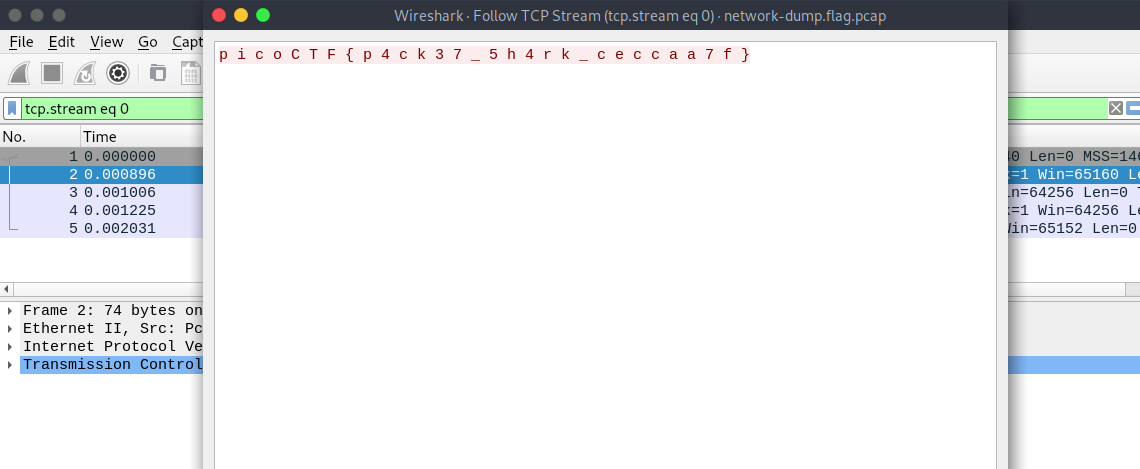 Wireshark · Follow TCP Stream (tcp.stream eq 0) · network-dump.flag.pcap
File Edit View Go Capt
p i c o C T F { p 4 c k 3 7 _ 5 h 4 r k _ c e c c a a 7 f }
tcp.stream eq 0
No. Time
1 0.000000 40 Len=0 MSS=146
2 0.000896 k=1 Win=65160 Le
3 0.001006 in=64256 Len=0 T
4 0.001225 k=1 Win=64256 Le
5 0.002031 Win=65152 Len=0
Frame 2: 74 bytes on
Ethernet II, Src: Pc
Internet Protocol Ve
Transmission Control